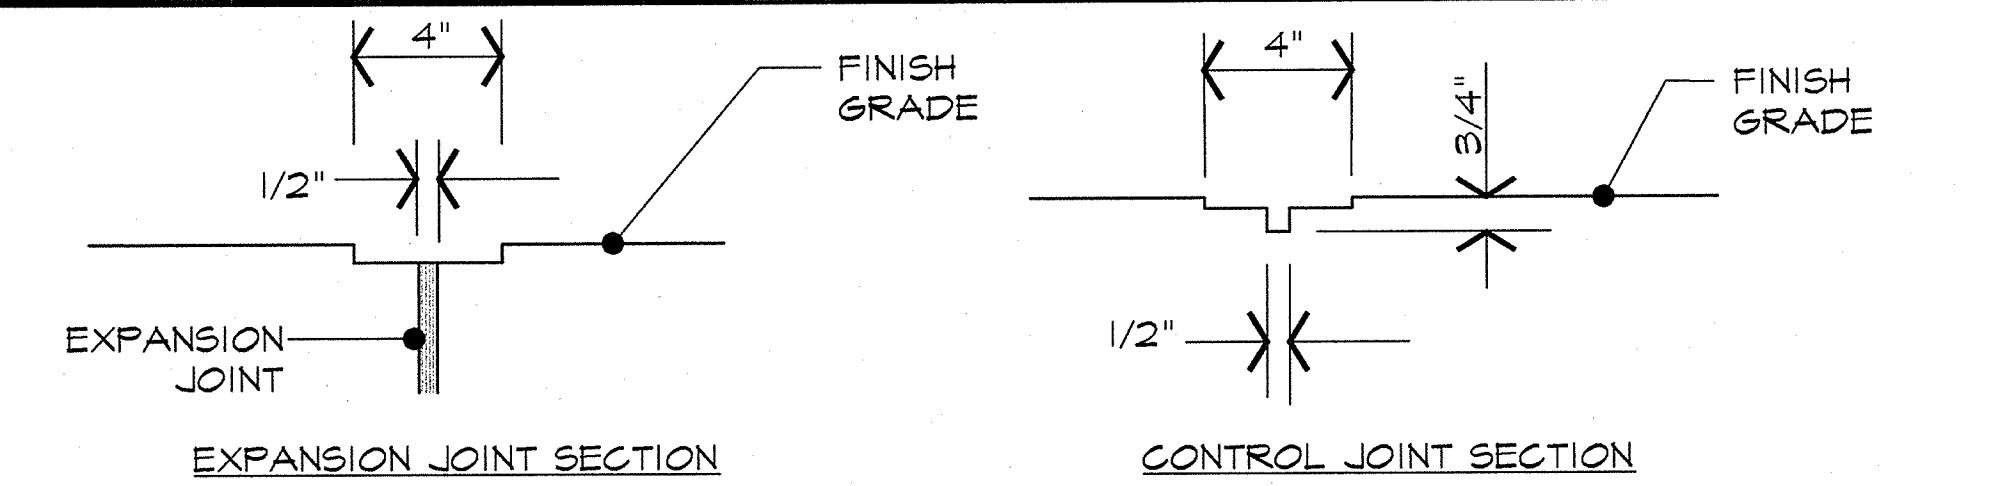 4"
FINISH
GRADE
1/2"
EXPANSION
JOINT
EXPANSION JOINT SECTION
4"
3/4"
FINISH
GRADE
1/2"
CONTROL JOINT SECTION